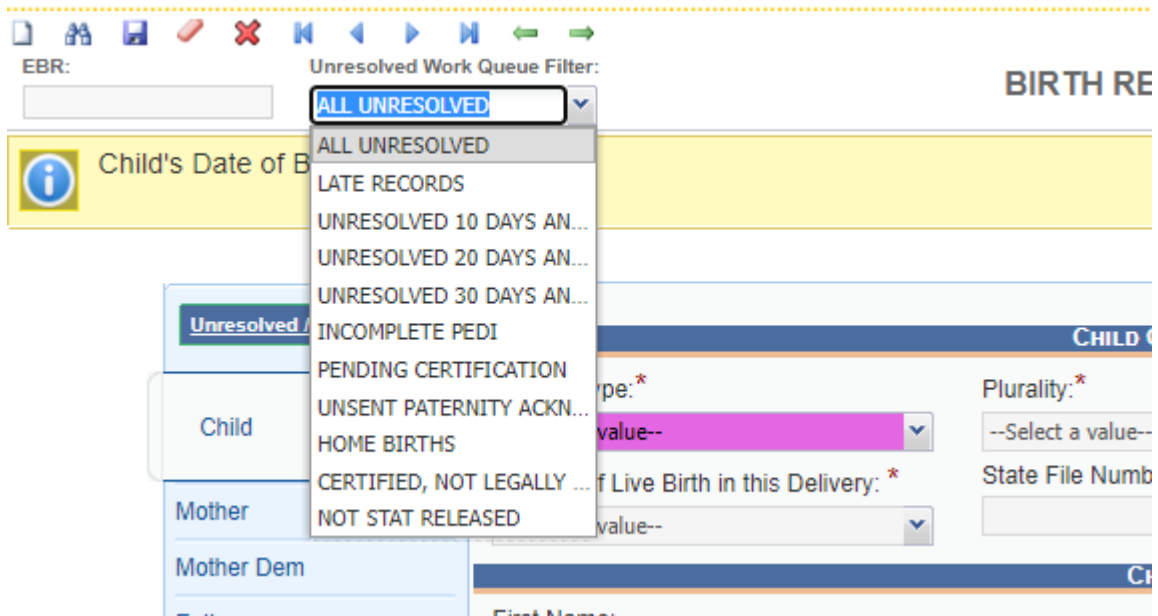 EBR:
Unresolved Work Queue Filter:
BIRTH RE
ALL UNRESOLVED
ALL UNRESOLVED
LATE RECORDS
UNRESOLVED 10 DAYS AN...
UNRESOLVED 20 DAYS AN...
UNRESOLVED 30 DAYS AN...
INCOMPLETE PEDI
PENDING CERTIFICATION
UNSENT PATERNITY ACKN...
HOME BIRTHS
CERTIFIED, NOT LEGALLY ...
NOT STAT RELEASED
Child's Date of B
Unresolved /
Child
Mother
Mother Dem
CHILD
ype:*
Plurality:*
value--
--Select a value--
f Live Birth in this Delivery: *
State File Numb
value--
CH
First Name: